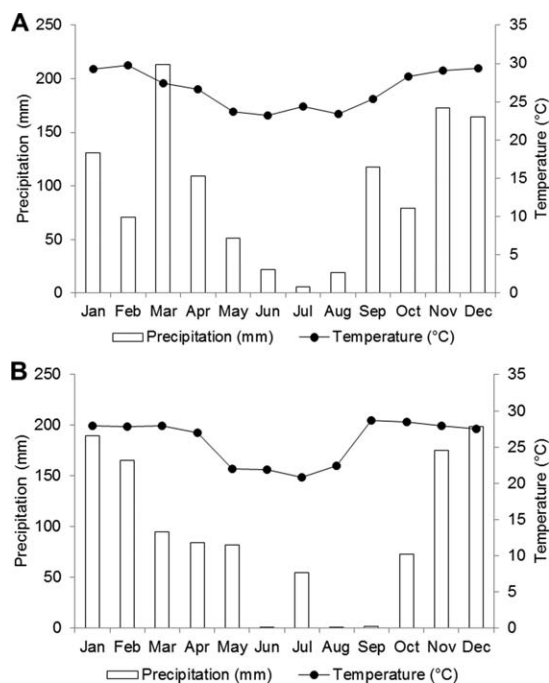 A
Precipitation (mm)
250
200
150
100
50
0
35
30
25
20
15
10
5
0
Temperature (°C)
Jan Feb Mar Apr May Jun Jul Aug Sep Oct Nov Dec
Precipitation (mm) Temperature (°C)
B
Precipitation (mm)
250
200
150
100
50
0
35
30
25
20
15
10
5
0
Temperature (°C)
Jan Feb Mar Apr May Jun Jul Aug Sep Oct Nov Dec
Precipitation (mm) Temperature (°C)